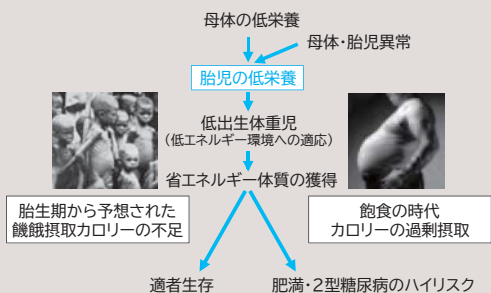 母体の低栄養
母体・胎児異常
胎児の低栄養
低出生体重児
(低エネルギー環境への適応)
省エネルギー体質の獲得
胎生期から予想された
饑餓摂取カロリーの不足
飽食の時代
カロリーの過剰摂取
適者生存
肥満・2型糖尿病のハイリスク